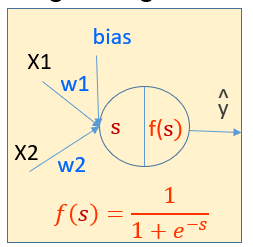 bias
X1
w1
s f(s)
ŷ
X2
w2
f(s) = 1 / (1 + e^{-s})